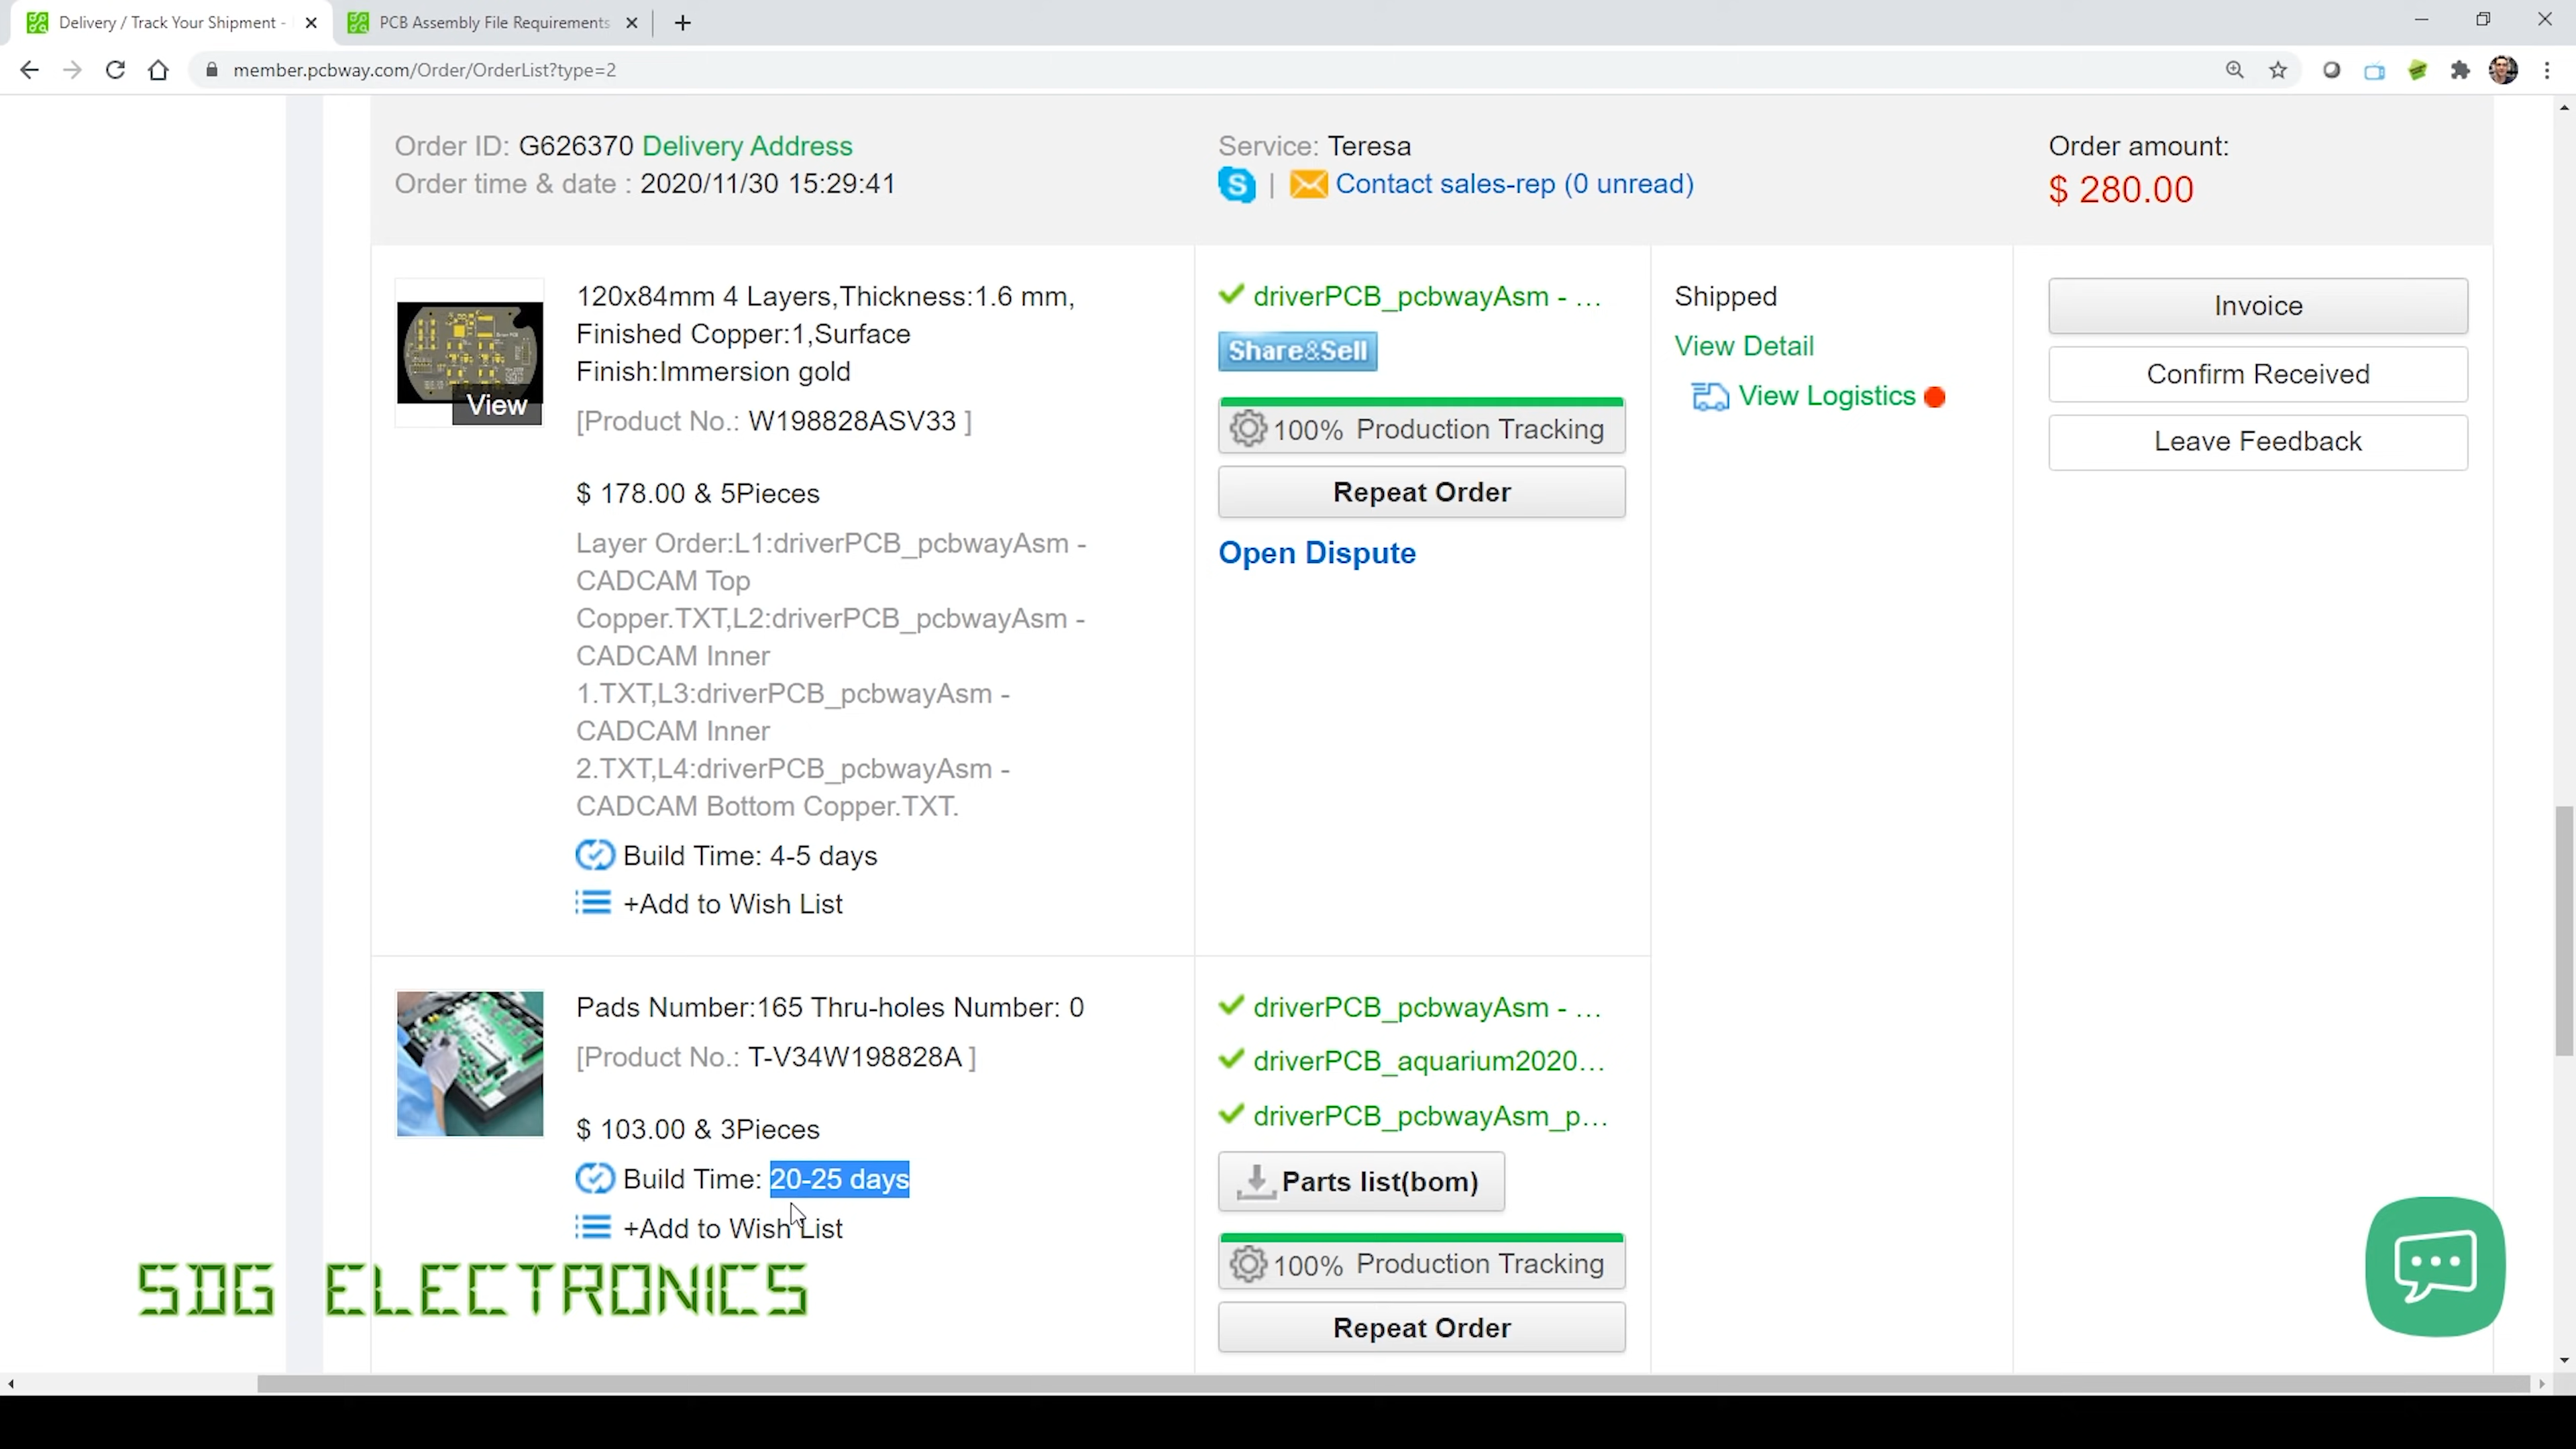 Delivery / Track Your Shipment -
PCB Assembly File Requirements
member.pcbway.com/Order/OrderList?type=2
Order ID: G626370 Delivery Address
Order time & date : 2020/11/30 15:29:41
Service: Teresa
Contact sales-rep (0 unread)
Order amount:
$ 280.00
View
120x84mm 4 Layers,Thickness:1.6 mm,
Finished Copper:1,Surface
Finish:Immersion gold
[Product No.: W198828ASV33 ]
$ 178.00 & 5Pieces
Layer Order:L1:driverPCB_pcbwayAsm -
CADCAM Top
Copper.TXT,L2:driverPCB_pcbwayAsm -
CADCAM Inner
1.TXT,L3:driverPCB_pcbwayAsm -
CADCAM Inner
2.TXT,L4:driverPCB_pcbwayAsm -
CADCAM Bottom Copper.TXT.
Build Time: 4-5 days
+Add to Wish List
driverPCB_pcbwayAsm - ...
Share&Sell
100% Production Tracking
Repeat Order
Open Dispute
Shipped
View Detail
View Logistics
Invoice
Confirm Received
Leave Feedback
Pads Number:165 Thru-holes Number: 0
[Product No.: T-V34W198828A ]
$ 103.00 & 3Pieces
Build Time: 20-25 days
+Add to Wish List
driverPCB_pcbwayAsm - ...
driverPCB_aquarium2020...
driverPCB_pcbwayAsm_p...
Parts list(bom)
100% Production Tracking
Repeat Order
SDG ELECTRONICS